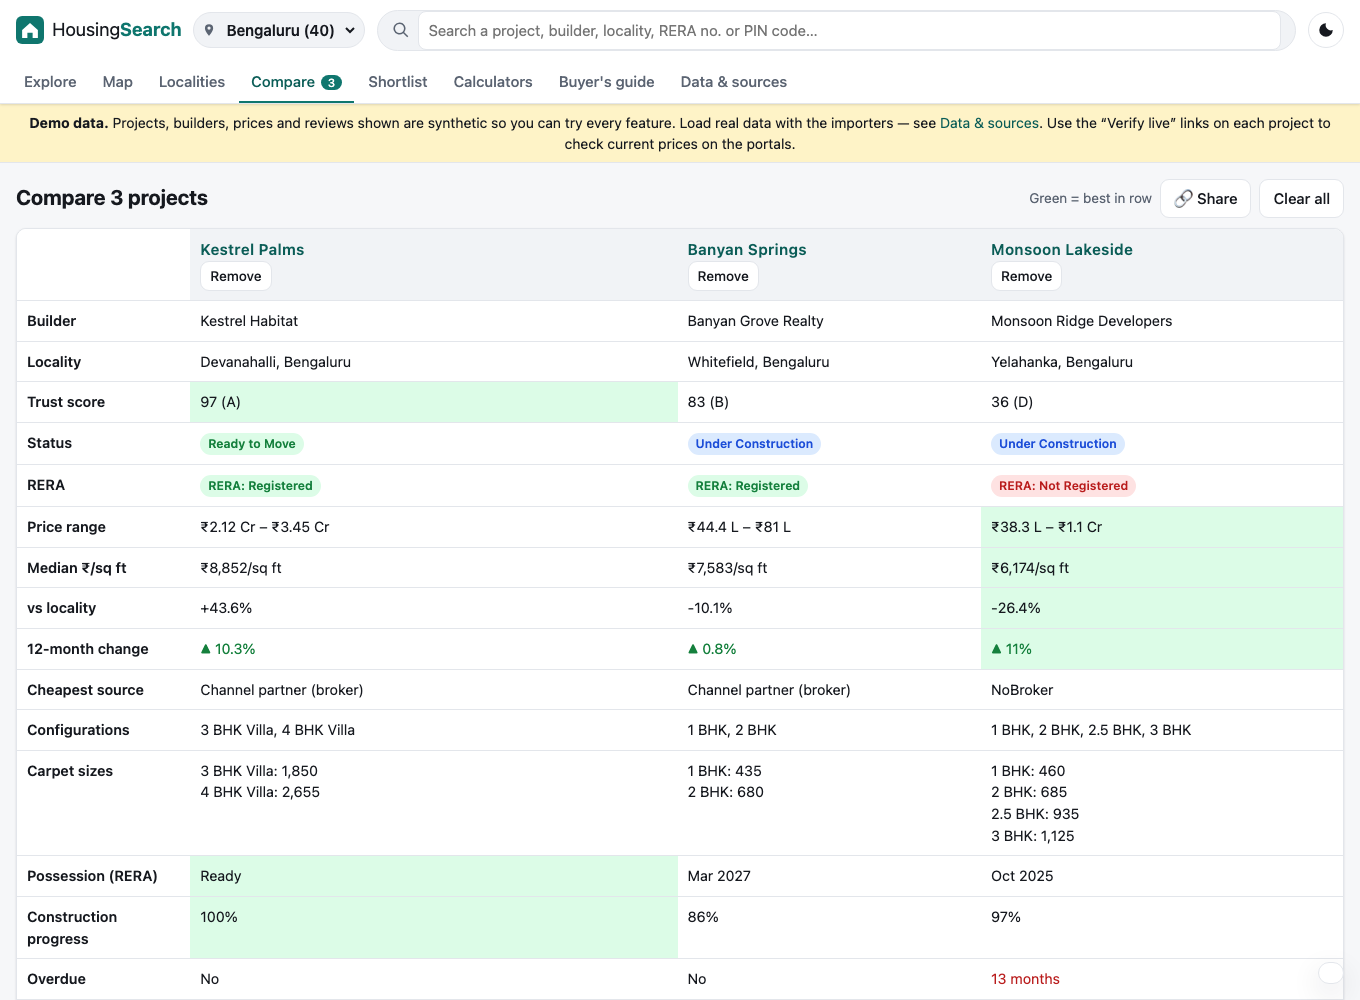 HousingSearch
Bengaluru (40)
Search a project, builder, locality, RERA no. or PIN code...
Explore Map Localities Compare 3 Shortlist Calculators Buyer's guide Data & sources
Demo data. Projects, builders, prices and reviews shown are synthetic so you can try every feature. Load real data with the importers — see Data & sources. Use the “Verify live” links on each project to
check current prices on the portals.
Compare 3 projects
Green = best in row Share Clear all
Kestrel Palms Banyan Springs Monsoon Lakeside
Remove Remove Remove
Builder Kestrel Habitat Banyan Grove Realty Monsoon Ridge Developers
Locality Devanahalli, Bengaluru Whitefield, Bengaluru Yelahanka, Bengaluru
Trust score 97 (A) 83 (B) 36 (D)
Status Ready to Move Under Construction Under Construction
RERA RERA: Registered RERA: Registered RERA: Not Registered
Price range ₹2.12 Cr – ₹3.45 Cr ₹44.4 L – ₹81 L ₹38.3 L – ₹1.1 Cr
Median ₹/sq ft ₹8,852/sq ft ₹7,583/sq ft ₹6,174/sq ft
vs locality +43.6% -10.1% -26.4%
12-month change ▲ 10.3% ▲ 0.8% ▲ 11%
Cheapest source Channel partner (broker) Channel partner (broker) NoBroker
Configurations 3 BHK Villa, 4 BHK Villa 1 BHK, 2 BHK 1 BHK, 2 BHK, 2.5 BHK, 3 BHK
Carpet sizes 3 BHK Villa: 1,850 1 BHK: 435 1 BHK: 460
4 BHK Villa: 2,655 2 BHK: 680 2 BHK: 685
2.5 BHK: 935
3 BHK: 1,125
Possession (RERA) Ready Mar 2027 Oct 2025
Construction 100% 86% 97%
progress
Overdue No No 13 months